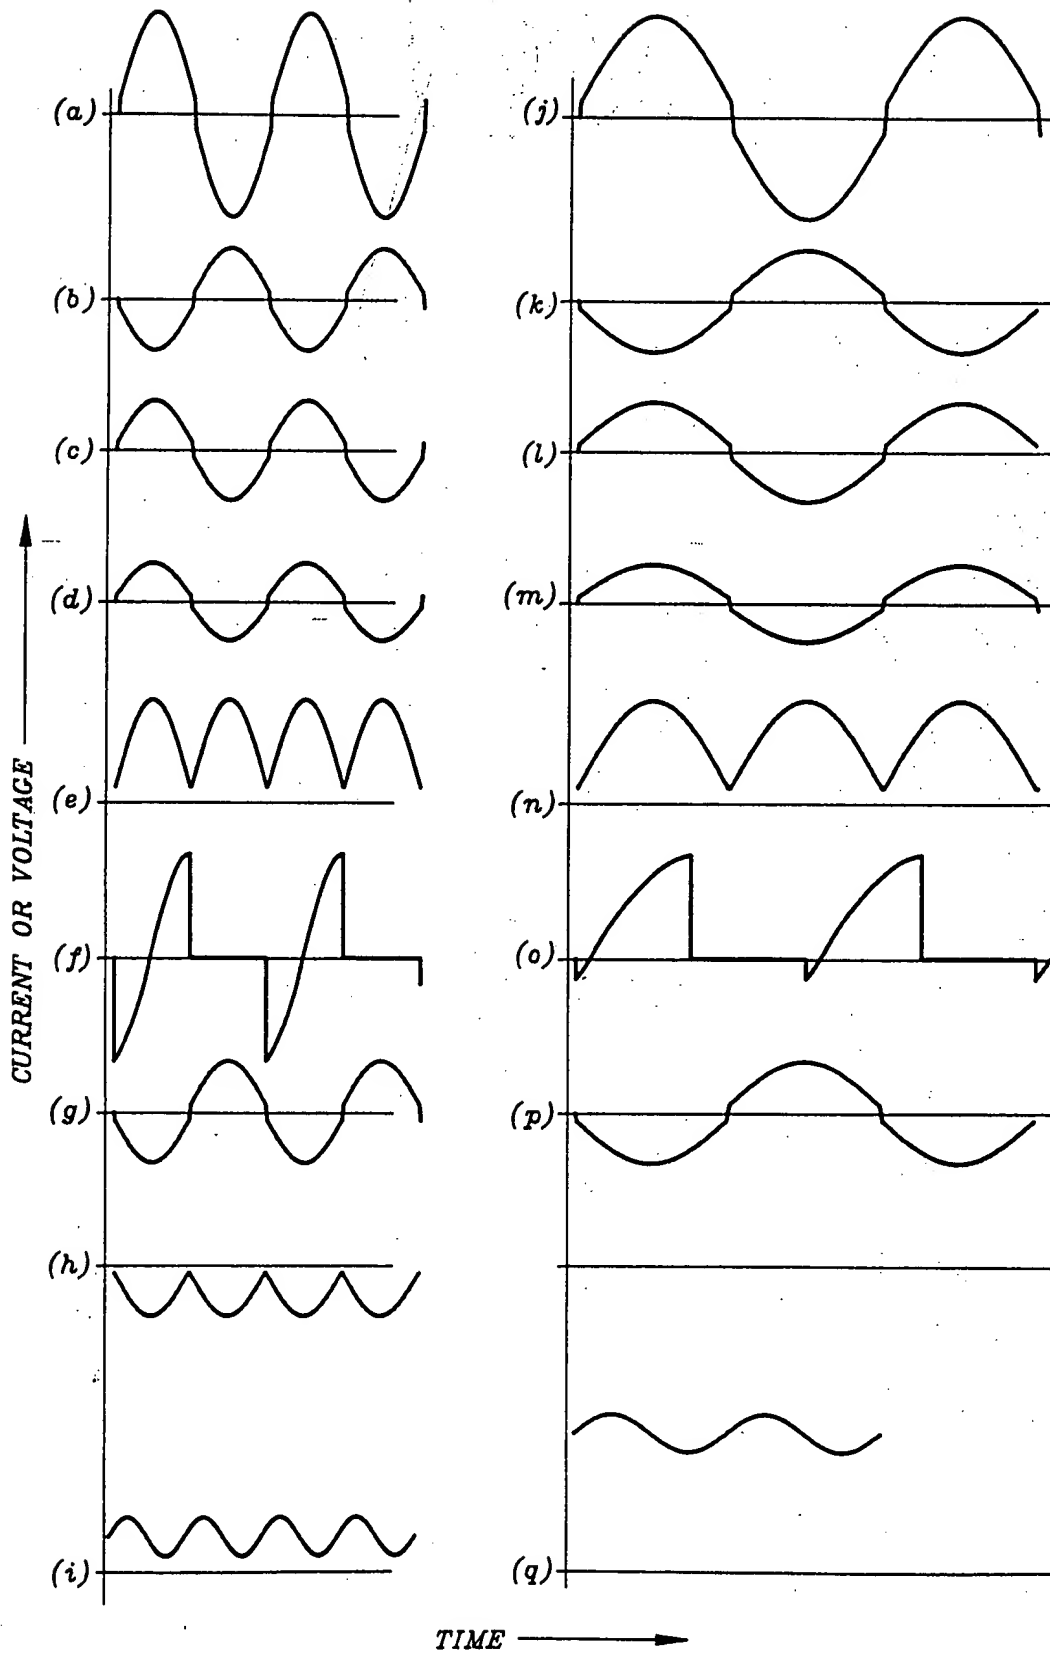 (a)
(b)
(c)
(d)
(e)
(f)
(g)
(h)
(i)
(j)
(k)
(l)
(m)
(n)
(o)
(p)
(q)
CURRENT OR VOLTAGE
TIME